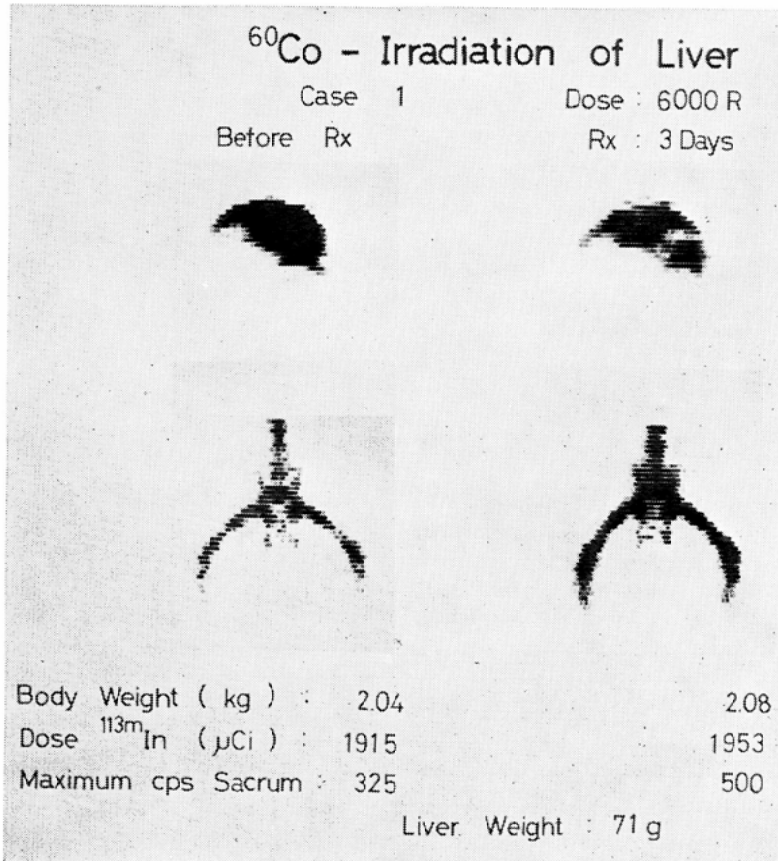 ⁶⁰Co - Irradiation of Liver
Case 1 Dose : 6000 R
Before Rx Rx : 3 Days
Body Weight ( kg ) : 2.04 2.08
Dose ¹¹³ᵐIn ( µCi ) : 1915 1953
Maximum cps Sacrum : 325 500
Liver Weight : 71 g